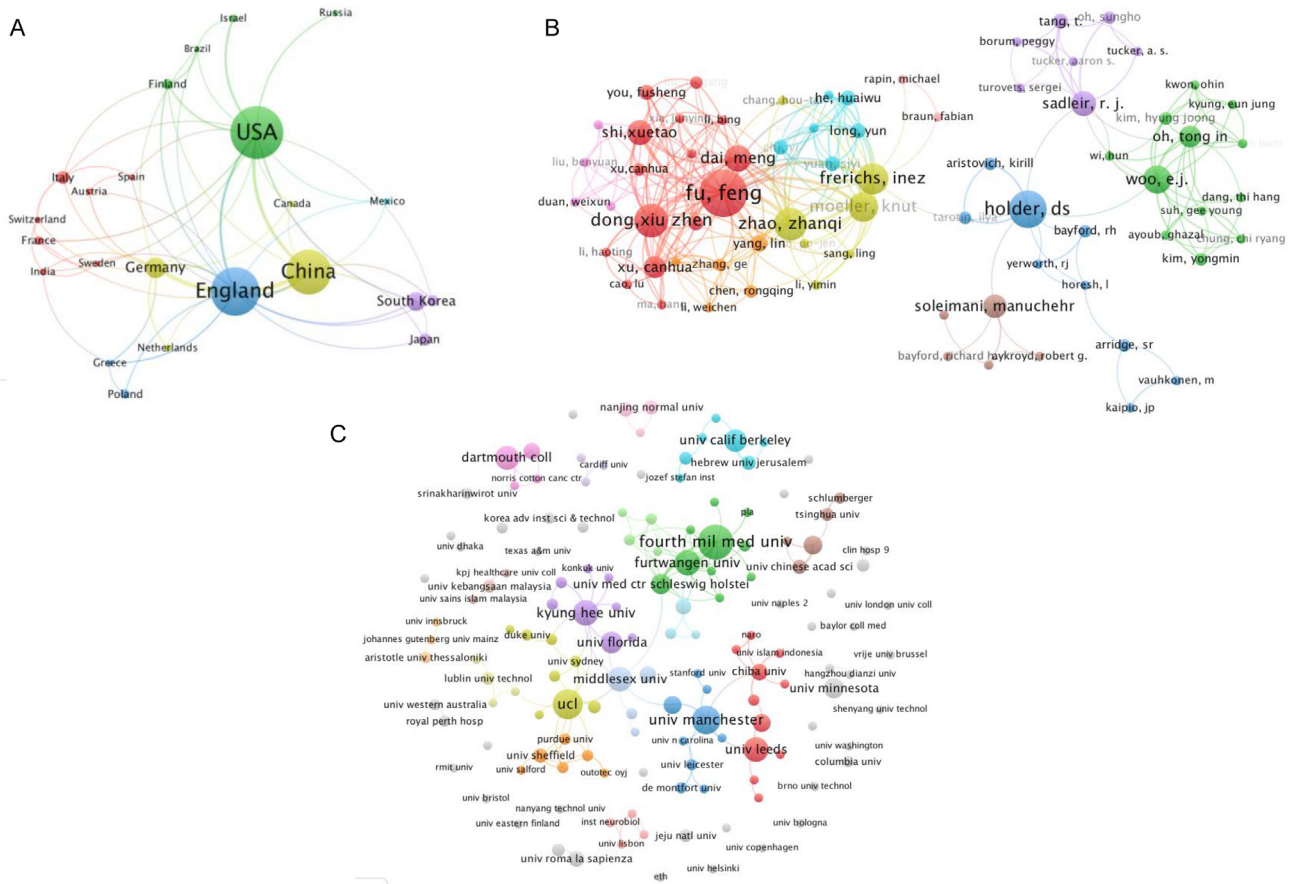 A
Israel
Russia
Brazil
Finland
USA
Italy
Spain
Austria
Canada
Mexico
Switzerland
France
Sweden
India
Germany
China
England
South Korea
Japan
Netherlands
Greece
Poland
B
you, fusheng
shi,xuetao
li, bing
liu, benyuan
xu,canhua
dai, meng
duan, weixun
fu, feng
dong,xiu zhen
zhao, zhanqi
li, haoting
xu, canhua
cao, lu
zhang, ge
yang, lin
li, weichen
chen, rongqing
li, yimin
sang, ling
he, huaiwu
long, yun
yuan, siyi
frerichs, inez
moeller, knut
rapin, michael
braun, fabian
tang, t.
oh, sungho
borum, peggy
tucker, aaron s.
tucker, a. s.
turovets, sergei
sadleir, r. j.
kwon, ohin
kyung, eun jung
kim, hyung joong
oh, tong in
wi, hun
woo, e.j.
dang, thi hang
suh, gee young
ayoub, ghazal
chung, chi ryang
kim, yongmin
aristovich, kirill
holder, ds
bayford, rh
yerworth, rj
horesh, l
soleimani, manuchehr
bayford, richard h
aykroyd, robert g.
arridge, sr
vauhkonen, m
kaipio, jp
C
nanjing normal univ
dartmouth coll
norris cotton canc ctr
cardiff univ
univ calif berkeley
hebrew univ jerusalem
jozef stefan inst
srinakharinwirot univ
korea adv inst sci & technol
univ dhaka
texas a&m univ
pla
schlumberger
tsinghua univ
fourth mil med univ
furtwangen univ
univ chinese acad sci
clin hosp 9
univ med ctr schleswig holstei
konkuk univ
kpj healthcare univ coll
univ kebangsaan malaysia
univ sains islam malaysia
kyung hee univ
univ innsbruck
johannes gutenberg univ mainz
duke univ
univ florida
univ naples 2
univ london univ coll
baylor coll med
naro
univ islam indonesia
vrije univ brussel
aristotle univ thessaloniki
univ sydney
lublin univ technol
middlesex univ
stanford univ
chiba univ
hangzhou dianzi univ
univ minnesota
univ western australia
royal perth hosp
ucl
univ manchester
shenyang univ technol
purdue univ
univ n carolina
univ leeds
univ washington
columbia univ
univ sheffield
univ salford
outotec oyj
univ leicester
de montfort univ
rmit univ
brno univ technol
univ bristol
nanyang technol univ
univ eastern finland
inst neurobiol
univ lisbon
jeju natl univ
univ bologna
univ copenhagen
univ roma la sapienza
univ helsinki
eth